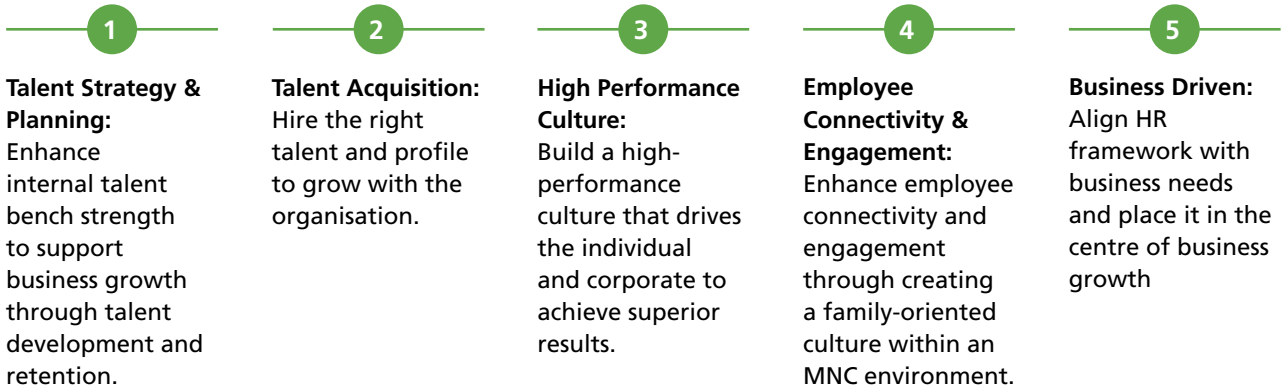 1
Talent Strategy &
Planning:
Enhance
internal talent
bench strength
to support
business growth
through talent
development and
retention.
2
Talent Acquisition:
Hire the right
talent and profile
to grow with the
organisation.
3
High Performance
Culture:
Build a high-
performance
culture that drives
the individual
and corporate to
achieve superior
results.
4
Employee
Connectivity &
Engagement:
Enhance employee
connectivity and
engagement
through creating
a family-oriented
culture within an
MNC environment.
5
Business Driven:
Align HR
framework with
business needs
and place it in the
centre of business
growth